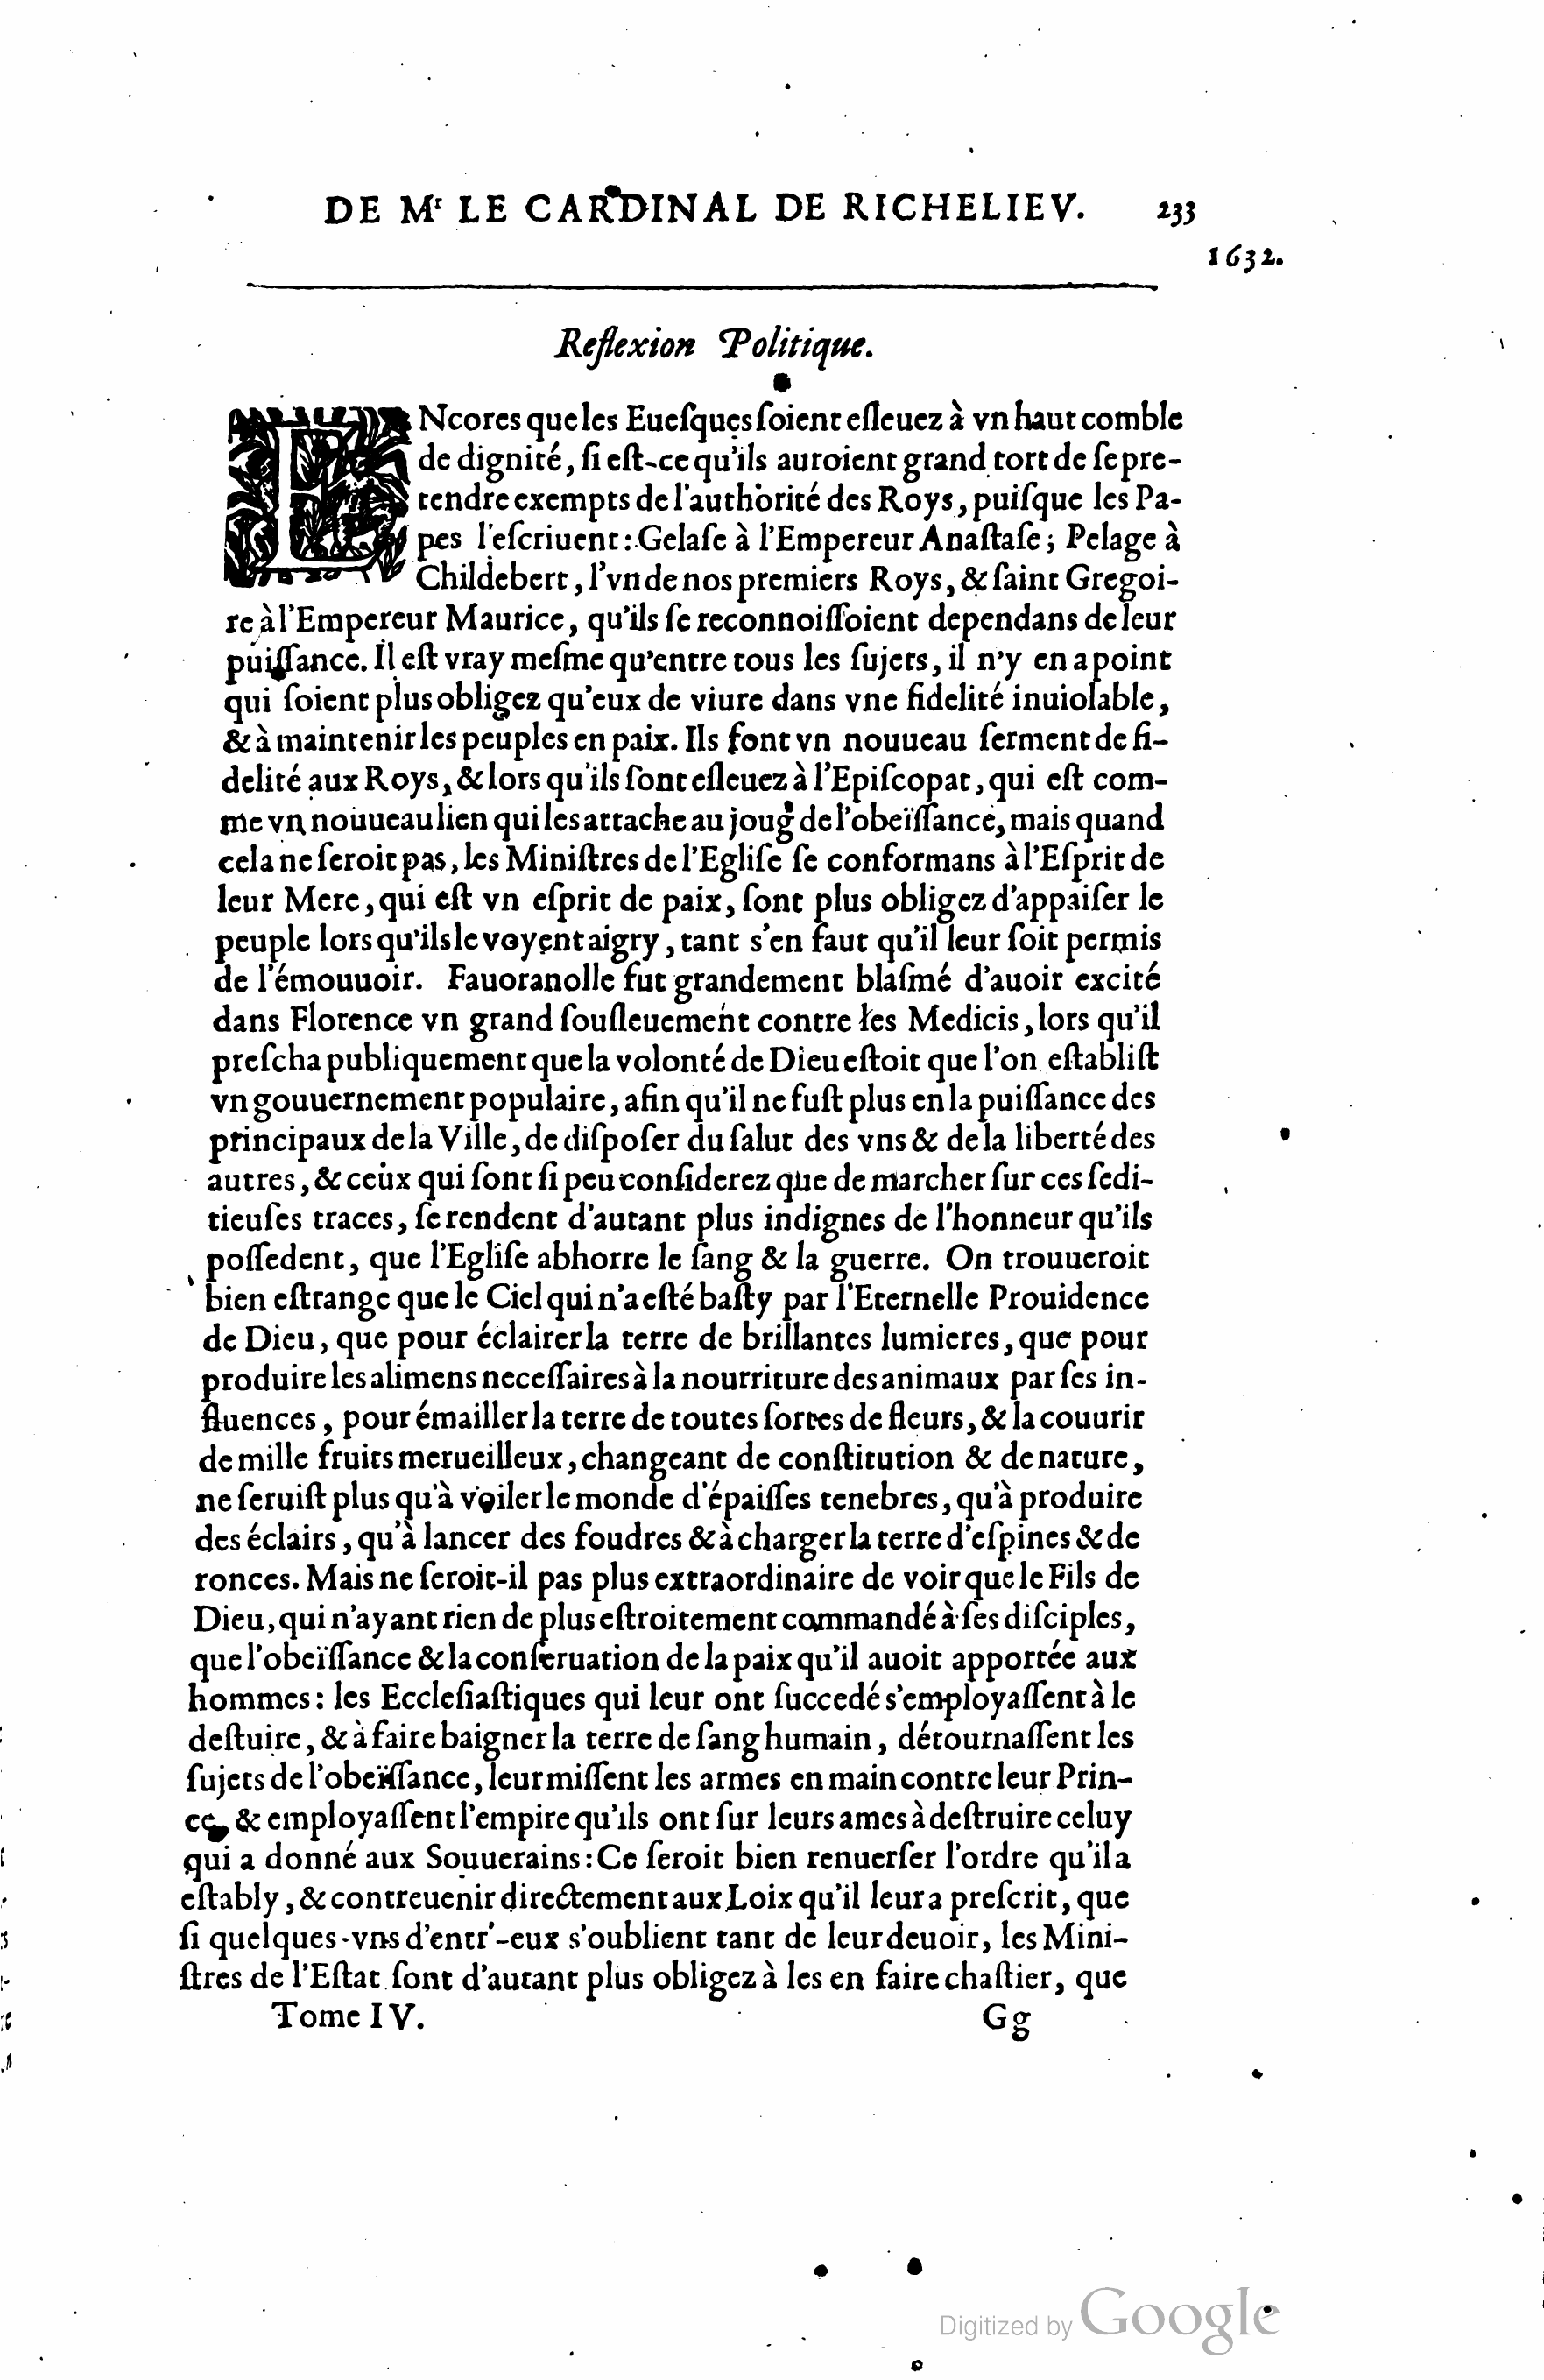 DE Mr LE CARDINAL DE RICHELIEV. 233
1632.
Reflexion Politique.
ENcores que les Eueſques ſoient eſleuez à vn haut comble
de dignité, ſi eſt-ce qu'ils auroient grand tort de ſe pre-
tendre exempts de l'authorité des Roys, puiſque les Pa-
pes l'eſcriuent: Gelaſe à l'Empereur Anaſtaſe; Pelage à
Childebert, l'vn de nos premiers Roys, & ſaint Gregoi-
re à l'Empereur Maurice, qu'ils ſe reconnoiſſoient dependans de leur
puiſſance. Il eſt vray meſme qu'entre tous les ſujets, il n'y en a point
qui ſoient plus obligez qu'eux de viure dans vne fidelité inuiolable,
& à maintenir les peuples en paix. Ils font vn nouueau ſerment de fi-
delité aux Roys, & lors qu'ils ſont eſleuez à l'Epiſcopat, qui eſt com-
me vn nouueau lien qui les attache au joug de l'obeïſſance, mais quand
cela ne ſeroit pas, les Miniſtres de l'Egliſe ſe conformans à l'Eſprit de
leur Mere, qui eſt vn eſprit de paix, ſont plus obligez d'appaiſer le
peuple lors qu'ils le voyent aigry, tant s'en faut qu'il leur ſoit permis
de l'émouuoir. Fauoranolle fut grandement blaſmé d'auoir excité
dans Florence vn grand ſouſleuement contre les Medicis, lors qu'il
preſcha publiquement que la volonté de Dieu eſtoit que l'on eſtabliſt
vn gouuernement populaire, afin qu'il ne fuſt plus en la puiſſance des
principaux de la Ville, de diſpoſer du ſalut des vns & de la liberté des
autres, & ceux qui ſont ſi peu conſiderez que de marcher ſur ces ſedi-
tieuſes traces, ſe rendent d'autant plus indignes de l'honneur qu'ils
poſſedent, que l'Egliſe abhorre le ſang & la guerre. On trouueroit
bien eſtrange que le Ciel qui n'a eſté baſty par l'Eternelle Prouidence
de Dieu, que pour éclairer la terre de brillantes lumieres, que pour
produire les alimens neceſſaires à la nourriture des animaux par ſes in-
fluences, pour émailler la terre de toutes ſortes de fleurs, & la couurir
de mille fruits merueilleux, changeant de conſtitution & de nature,
ne ſeruiſt plus qu'à voiler le monde d'épaiſſes tenebres, qu'à produire
des éclairs, qu'à lancer des foudres & à charger la terre d'eſpines & de
ronces. Mais ne ſeroit-il pas plus extraordinaire de voir que le Fils de
Dieu, qui n'ayant rien de plus eſtroitement commandé à ſes diſciples,
que l'obeïſſance & la conſeruation de la paix qu'il auoit apportée aux
hommes: les Eccleſiaſtiques qui leur ont ſuccedé s'employaſſent à le
deſtuire, & à faire baigner la terre de ſang humain, détournaſſent les
ſujets de l'obeïſſance, leur miſſent les armes en main contre leur Prin-
ce, & employaſſent l'empire qu'ils ont ſur leurs ames à deſtruire celuy
qui a donné aux Souuerains: Ce ſeroit bien renuerſer l'ordre qu'il a
eſtably, & contreuenir directement aux Loix qu'il leur a preſcrit, que
ſi quelques-vns d'entr'-eux s'oublient tant de leur deuoir, les Mini-
ſtres de l'Eſtat ſont d'autant plus obligez à les en faire chaſtier, que
Tome IV. Gg
Digitized by Google